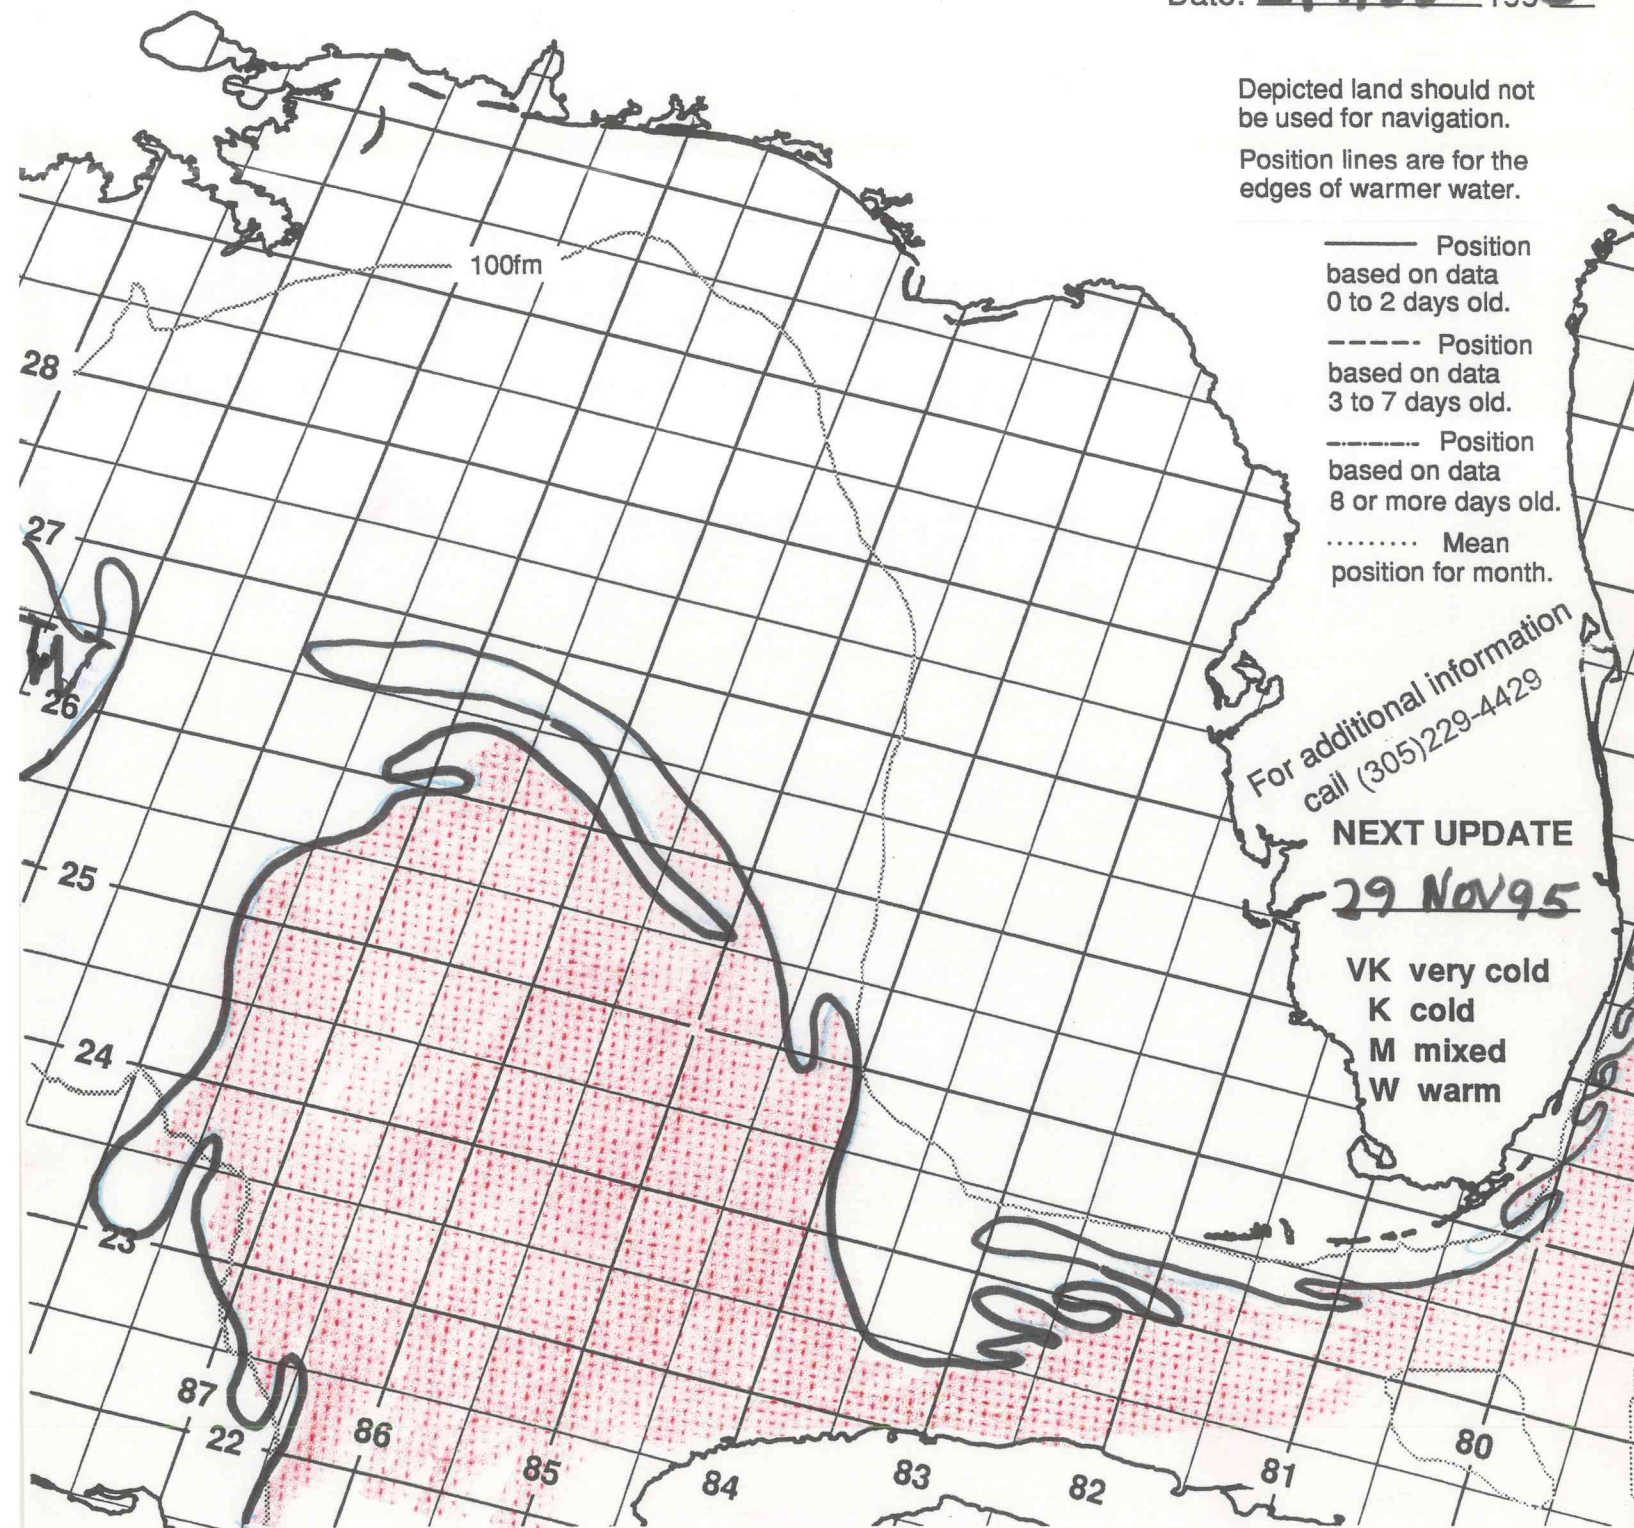 Date:
Depicted land should not
be used for navigation.
Position lines are for the
edges of warmer water.
Position
based on data
0 to 2 days old.
Position
based on data
3 to 7 days old.
Position
based on data
8 or more days old.
Mean
position for month.
For additional information
call (305)229-4429
NEXT UPDATE
29 NOV95
VK very cold
K cold
M mixed
W warm
100fm
28
27
W
26
25
24
23
87
22
86
85
84
83
82
81
80